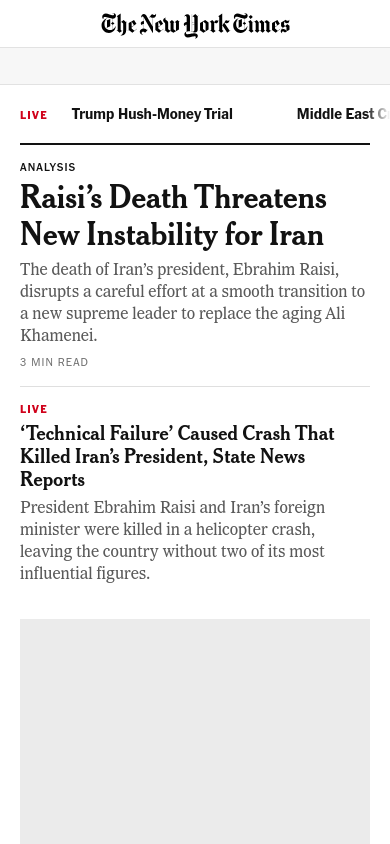 The New York Times
LIVE Trump Hush-Money Trial Middle East C
ANALYSIS
Raisi’s Death Threatens
New Instability for Iran
The death of Iran’s president, Ebrahim Raisi,
disrupts a careful effort at a smooth transition to
a new supreme leader to replace the aging Ali
Khamenei.
3 MIN READ
LIVE
‘Technical Failure’ Caused Crash That
Killed Iran’s President, State News
Reports
President Ebrahim Raisi and Iran’s foreign
minister were killed in a helicopter crash,
leaving the country without two of its most
influential figures.